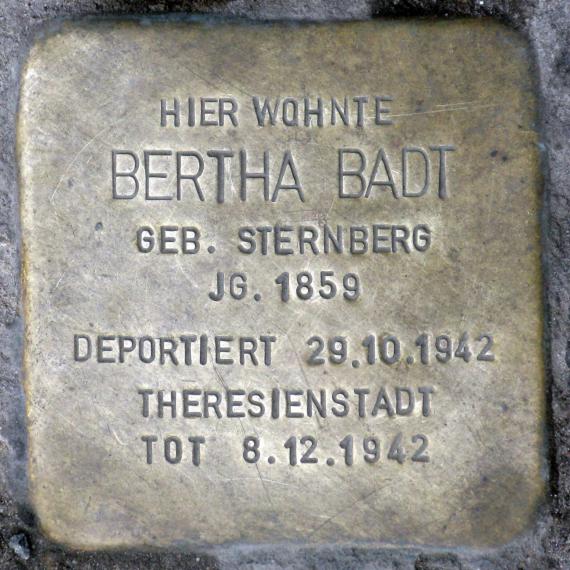 HIER WOHNTE
BERTHA BADT
GEB. STERNBERG
JG. 1859
DEPORTIERT 29.10.1942
THERESIENSTADT
TOT 8.12.1942